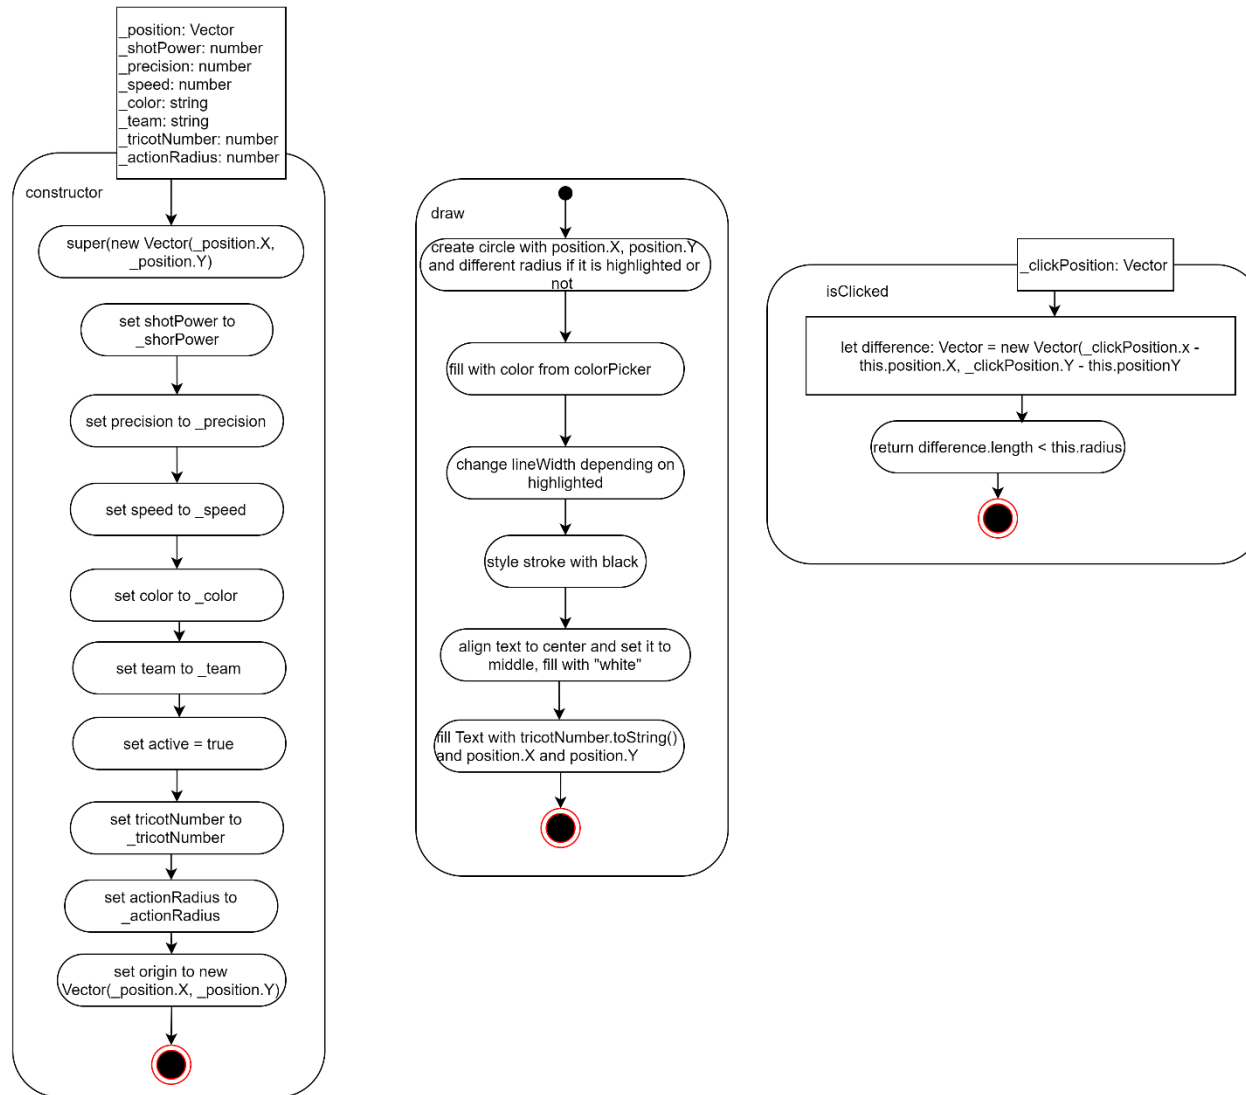 _position: Vector
_shotPower: number
_precision: number
_speed: number
_color: string
_team: string
_tricotNumber: number
_actionRadius: number
constructor
super(new Vector(_position.X,
_position.Y)
set shotPower to
_shorPower
set precision to _precision
set speed to _speed
set color to _color
set team to _team
set active = true
set tricotNumber to
_tricotNumber
set actionRadius to
_actionRadius
set origin to new
Vector(_position.X, _position.Y)
draw
create circle with position.X, position.Y
and different radius if it is highlighted or
not
fill with color from colorPicker
change lineWidth depending on
highlighted
style stroke with black
align text to center and set it to
middle, fill with "white"
fill Text with tricotNumber.toString()
and position.X and position.Y
_clickPosition: Vector
isClicked
let difference: Vector = new Vector(_clickPosition.x -
this.position.X, _clickPosition.Y - this.positionY
return difference.length < this.radius